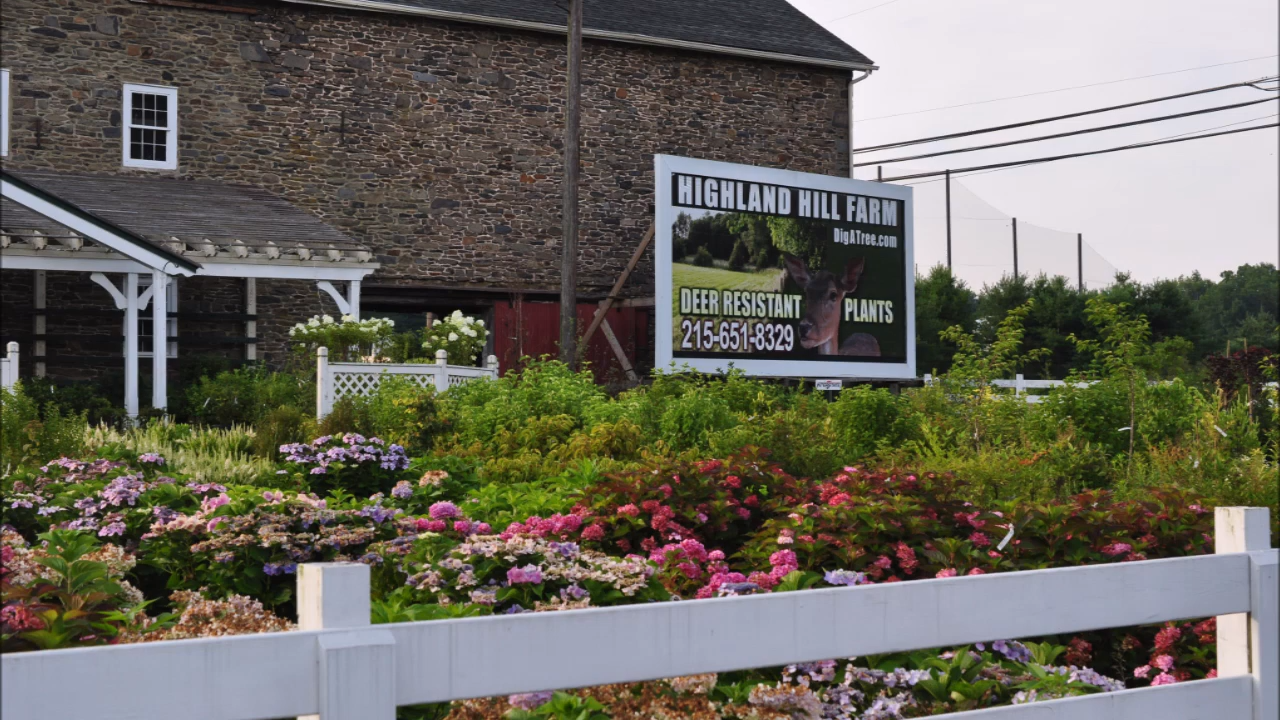 HIGHLAND HILL FARM
DigATree.com
DEER RESISTANT PLANTS
215-651-8329